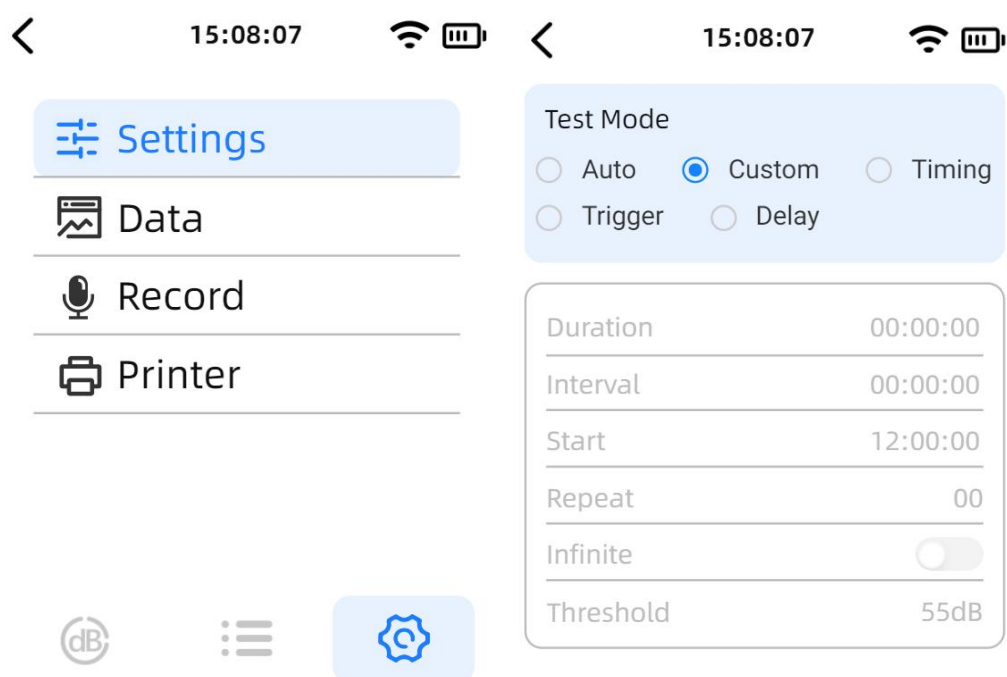 15:08:07
Settings
Data
Record
Printer
dB
15:08:07
Test Mode
Auto Custom Timing
Trigger Delay
Duration 00:00:00
Interval 00:00:00
Start 12:00:00
Repeat 00
Infinite
Threshold 55dB